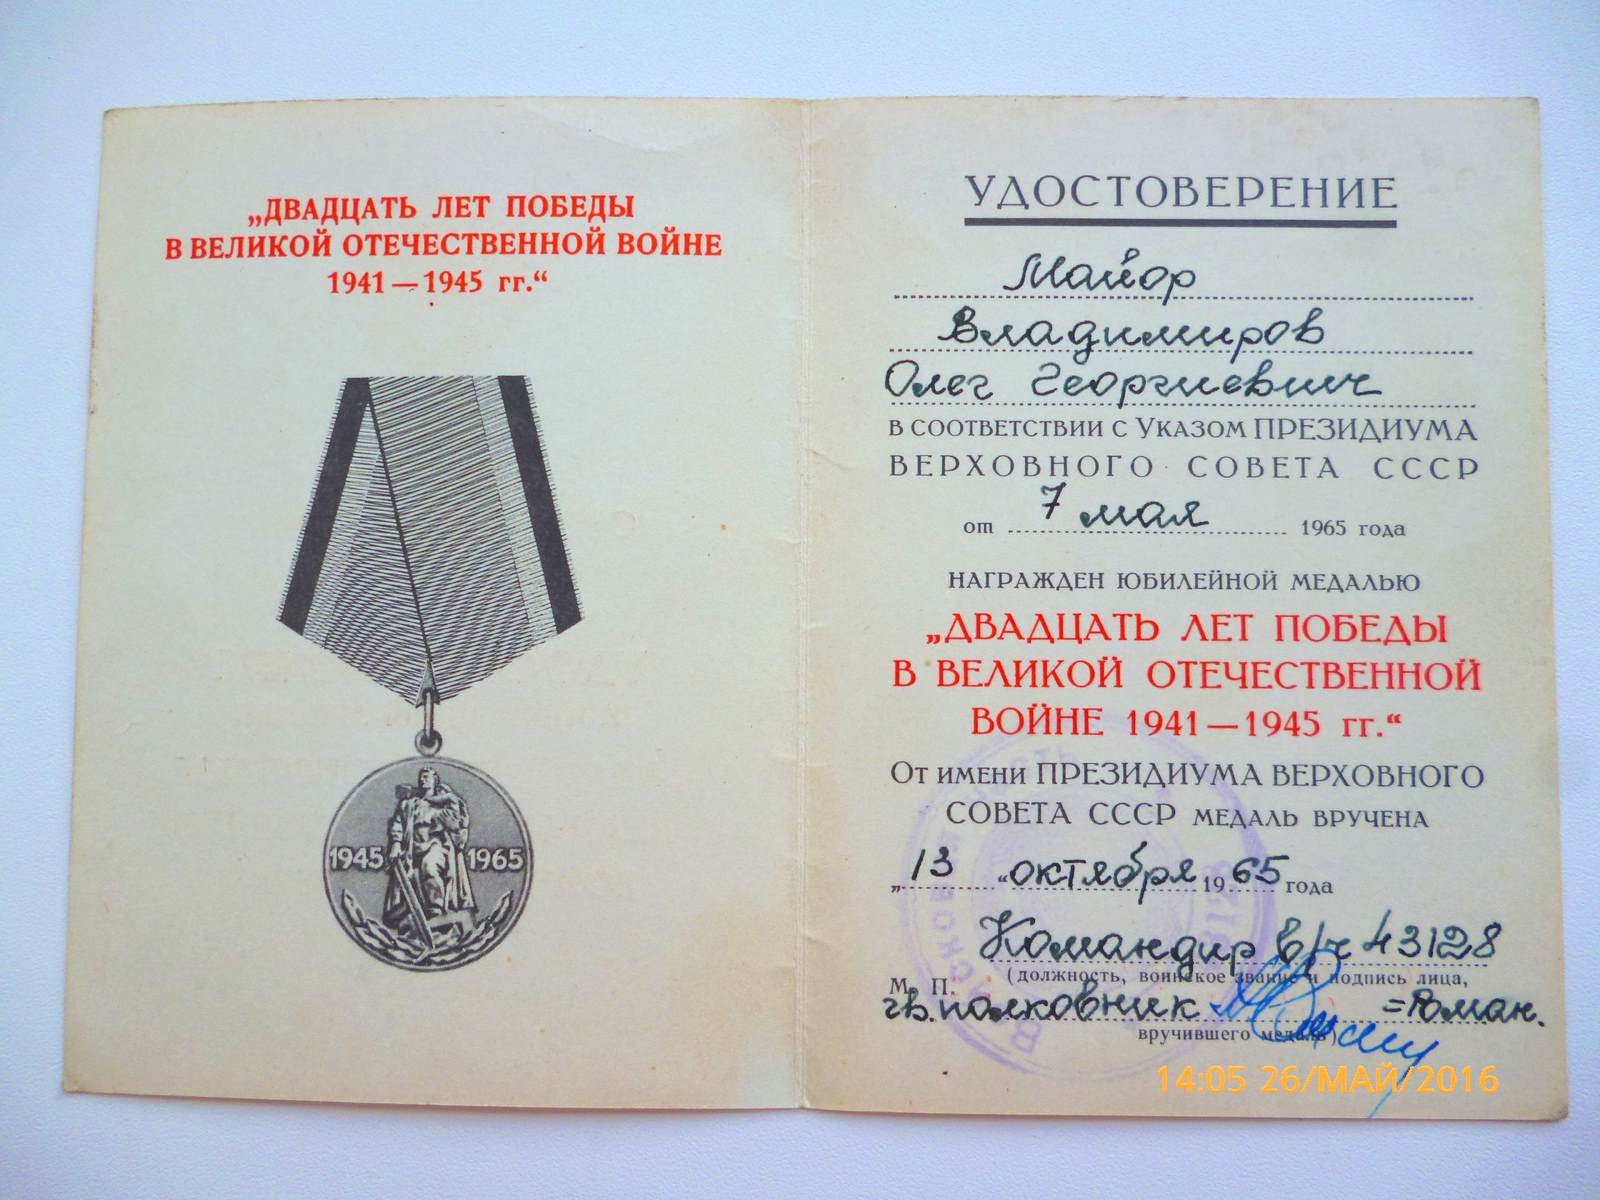 „ДВАДЦАТЬ ЛЕТ ПОБЕДЫ
В ВЕЛИКОЙ ОТЕЧЕСТВЕННОЙ ВОЙНЕ
1941—1945 гг.“
1945 1965
УДОСТОВЕРЕНИЕ
Майор
Владимиров
Олег Георгиевич
в соответствии с Указом ПРЕЗИДИУМА
ВЕРХОВНОГО СОВЕТА СССР
от 7 мая 1965 года
НАГРАЖДЕН ЮБИЛЕЙНОЙ МЕДАЛЬЮ
„ДВАДЦАТЬ ЛЕТ ПОБЕДЫ
В ВЕЛИКОЙ ОТЕЧЕСТВЕННОЙ
ВОЙНЕ 1941—1945 гг.“
От имени ПРЕЗИДИУМА ВЕРХОВНОГО
СОВЕТА СССР медаль вручена
„13“ октября 1965 года
Командир в/ч 43128
М. П. (должность, воинское звание и подпись лица,
гв. полковник =Роман.
вручившего медаль)
14:05 26/МАЙ/2016